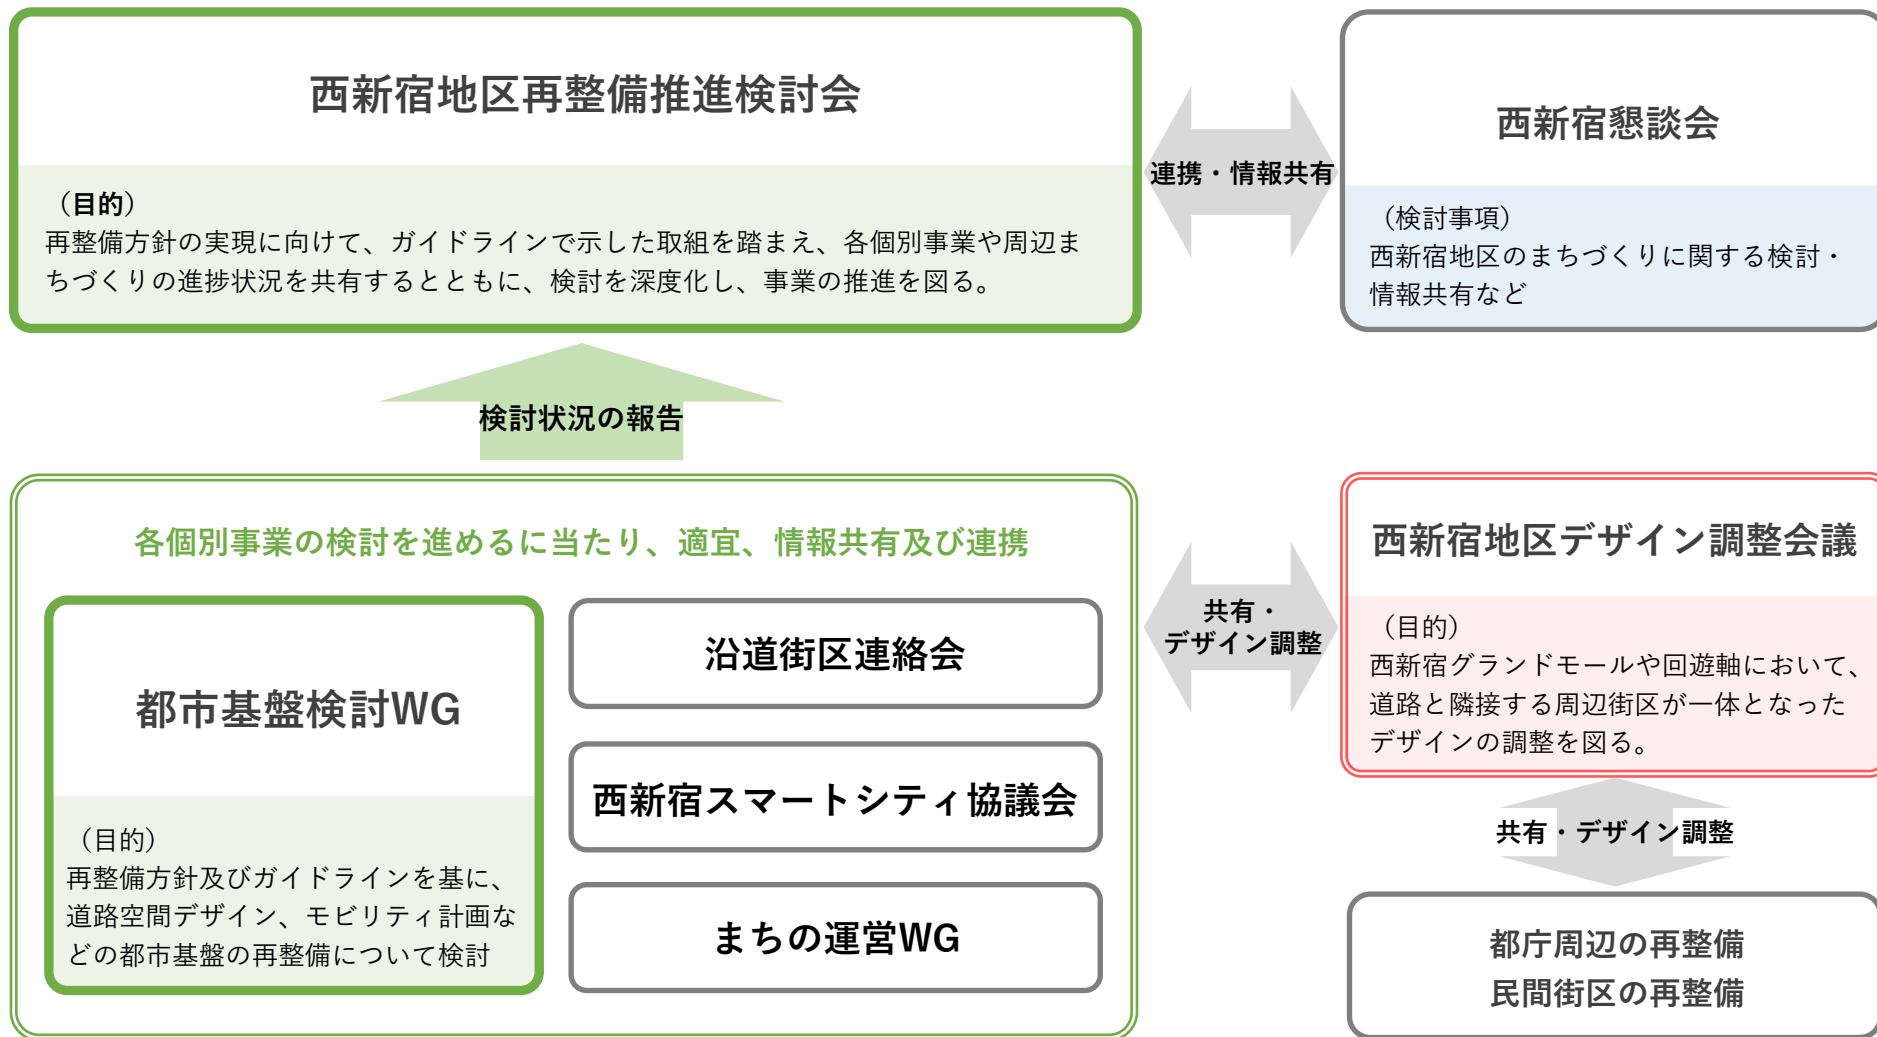 西新宿地区再整備推進検討会
（目的）
再整備方針の実現に向けて、ガイドラインで示した取組を踏まえ、各個別事業や周辺ま
ちづくりの進捗状況を共有するとともに、検討を深度化し、事業の推進を図る。
連携・情報共有
西新宿懇談会
（検討事項）
西新宿地区のまちづくりに関する検討・
情報共有など
検討状況の報告
各個別事業の検討を進めるに当たり、適宜、情報共有及び連携
都市基盤検討WG
（目的）
再整備方針及びガイドラインを基に、
道路空間デザイン、モビリティ計画な
どの都市基盤の再整備について検討
沿道街区連絡会
西新宿スマートシティ協議会
まちの運営WG
共有・
デザイン調整
西新宿地区デザイン調整会議
（目的）
西新宿グランドモールや回遊軸において、
道路と隣接する周辺街区が一体となった
デザインの調整を図る。
共有・デザイン調整
都庁周辺の再整備
民間街区の再整備